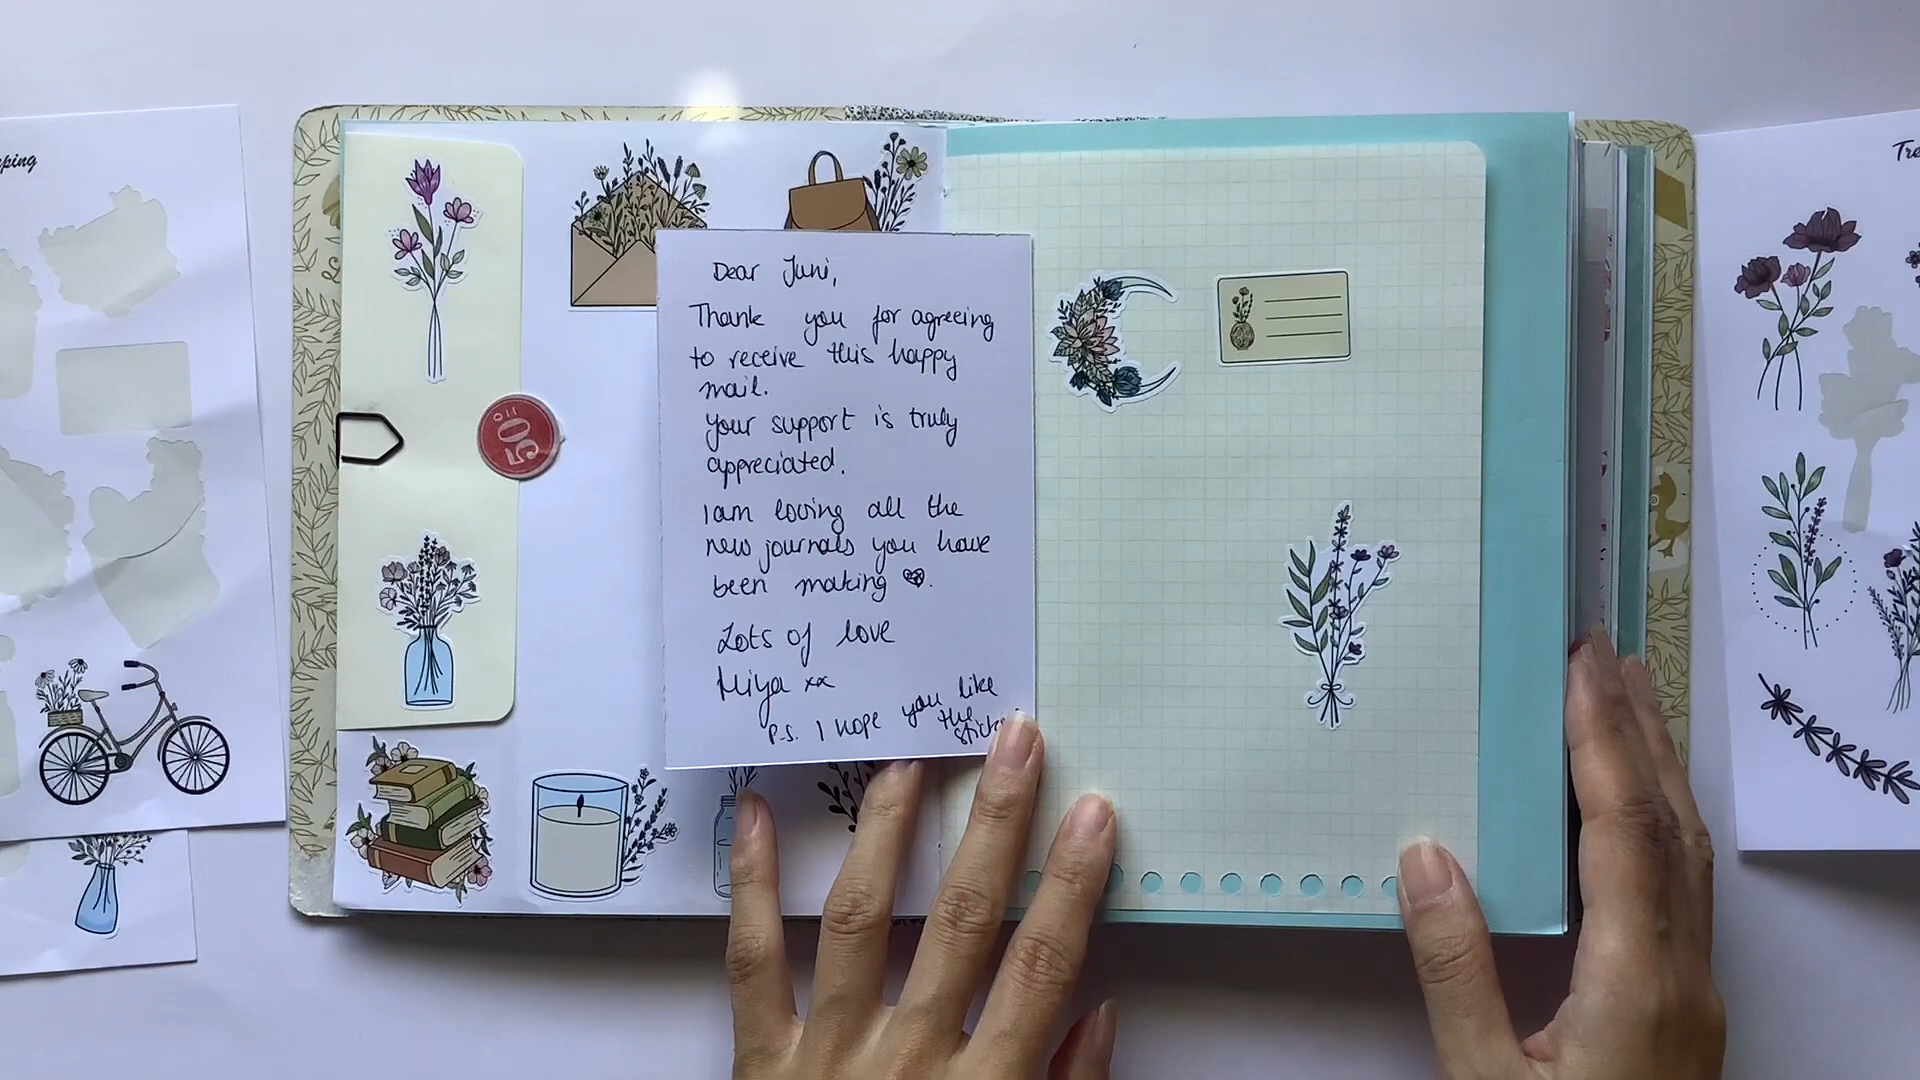 Dear Juni,
Thank you for agreeing
to receive this happy
mail.
Your support is truly
appreciated.
I am loving all the
new journals you have
been making
Lots of love
Miya xx
P.S. I hope you like
the
50
011